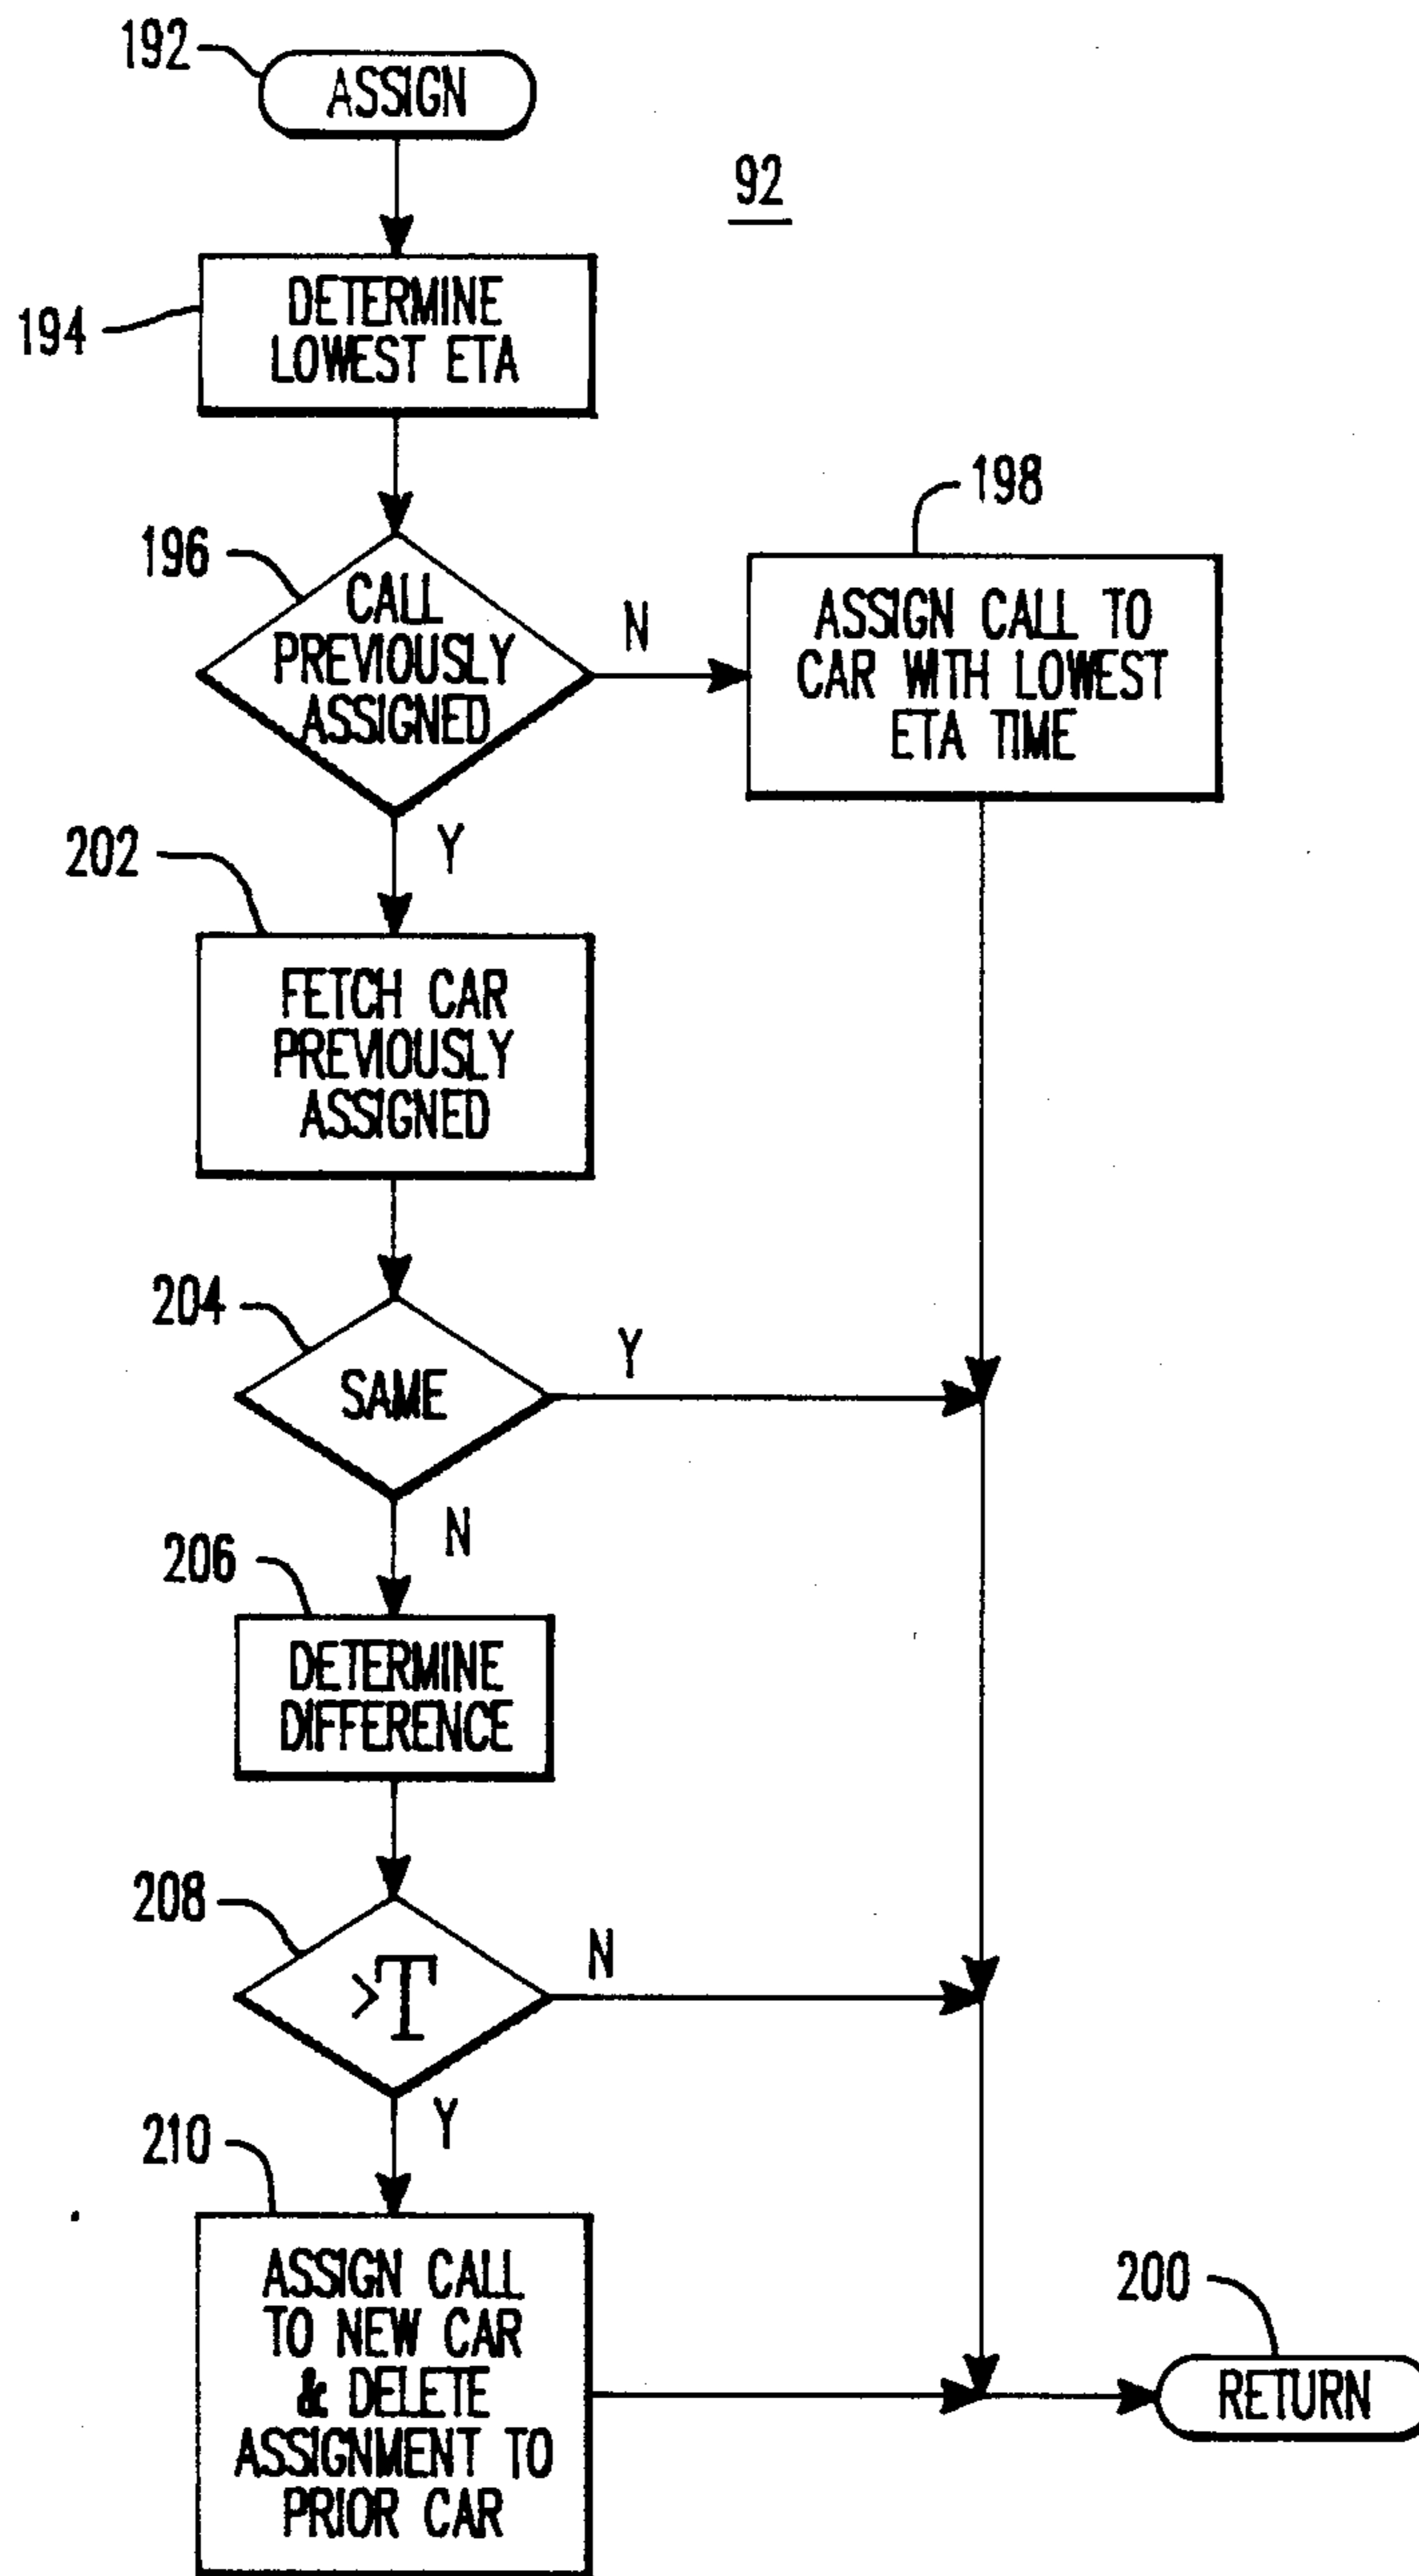 192
ASSIGN
92
194
DETERMINE
LOWEST ETA
196
CALL
PREVIOUSLY
ASSIGNED
N
Y
198
ASSIGN CALL TO
CAR WITH LOWEST
ETA TIME
202
FETCH CAR
PREVIOUSLY
ASSIGNED
204
SAME
Y
N
206
DETERMINE
DIFFERENCE
208
>T
N
Y
210
ASSIGN CALL
TO NEW CAR
& DELETE
ASSIGNMENT TO
PRIOR CAR
200
RETURN